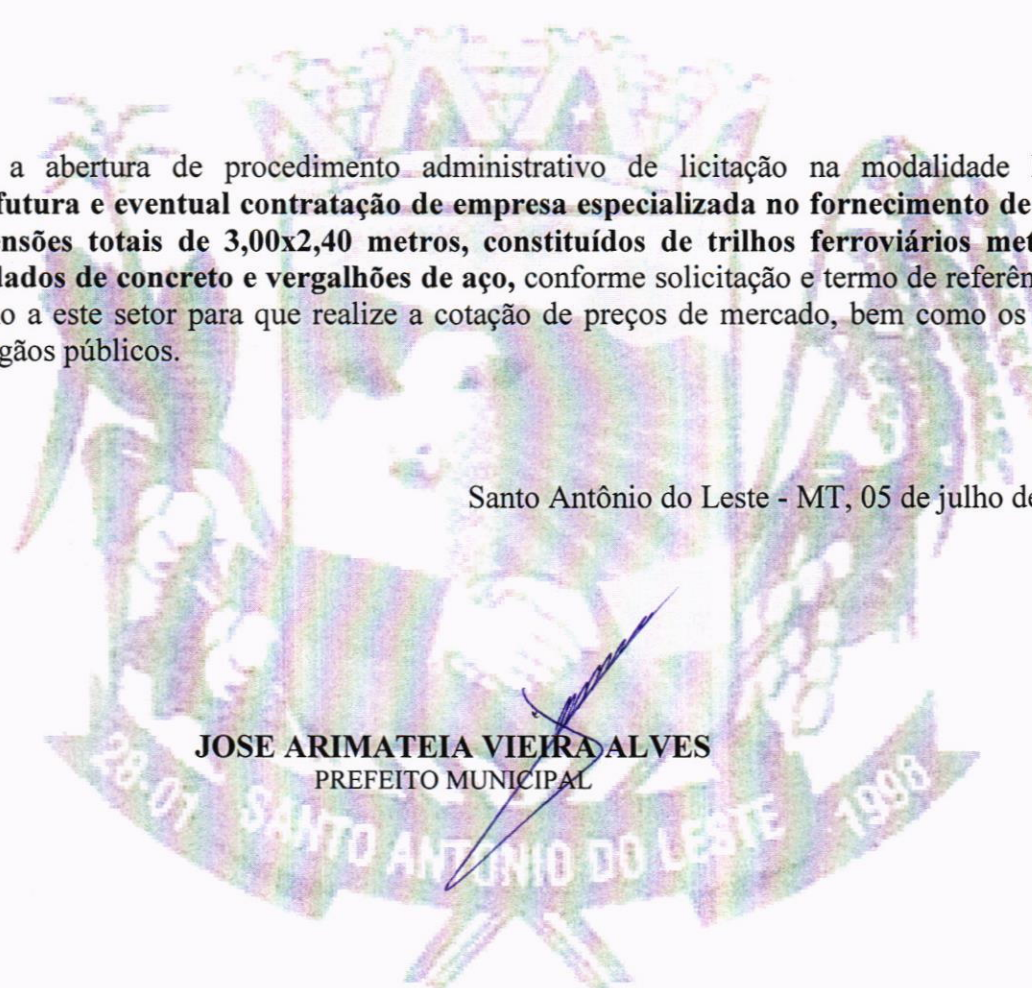 a abertura de procedimento administrativo de licitação na modalidade
futura e eventual contratação de empresa especializada no fornecimento de
ensões totais de 3,00x2,40 metros, constituídos de trilhos ferroviários met
lados de concreto e vergalhões de aço, conforme solicitação e termo de referên
o a este setor para que realize a cotação de preços de mercado, bem como os
gãos públicos.
Santo Antônio do Leste - MT, 05 de julho de
JOSE ARIMATEIA VIEIRA ALVES
PREFEITO MUNICIPAL
28-01 SANTO ANTONIO DO LESTE 1998